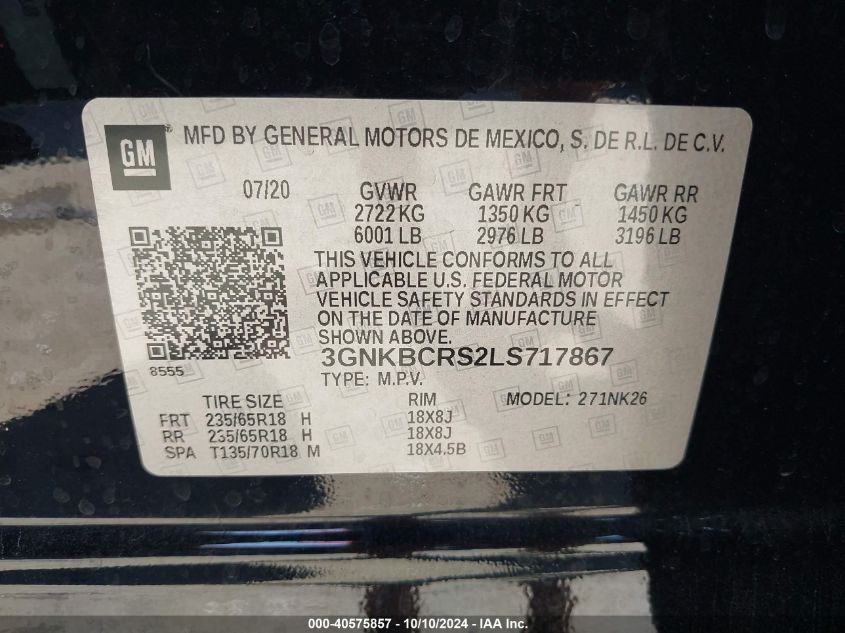 GM ® MFD BY GENERAL MOTORS DE MEXICO, S. DE R.L. DE C.V.
07/20 GVWR GAWR FRT GAWR RR
2722 KG 1350 KG 1450 KG
6001 LB 2976 LB 3196 LB
THIS VEHICLE CONFORMS TO ALL
APPLICABLE U.S. FEDERAL MOTOR
VEHICLE SAFETY STANDARDS IN EFFECT
ON THE DATE OF MANUFACTURE
SHOWN ABOVE.
3GNKBCRS2LS717867
8555
TYPE: M.P.V.
TIRE SIZE RIM MODEL: 271NK26
FRT 235/65R18 H 18X8J
RR 235/65R18 H 18X8J
SPA T135/70R18 M 18X4.5B
000-40575857 - 10/10/2024 - IAA Inc.